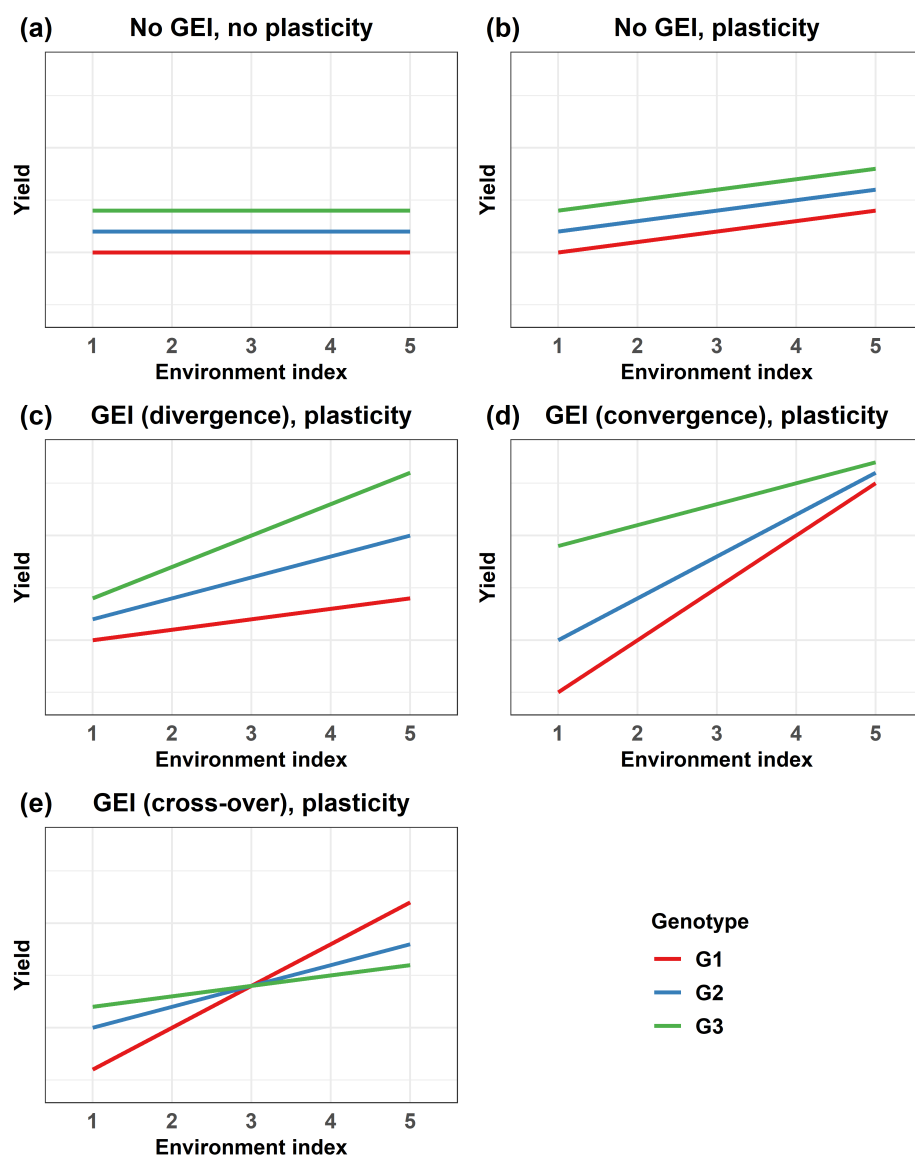 (a) No GEI, no plasticity
Yield
1 2 3 4 5
Environment index
(b) No GEI, plasticity
Yield
1 2 3 4 5
Environment index
(c) GEI (divergence), plasticity
Yield
1 2 3 4 5
Environment index
(d) GEI (convergence), plasticity
Yield
1 2 3 4 5
Environment index
(e) GEI (cross-over), plasticity
Yield
1 2 3 4 5
Environment index
Genotype
G1
G2
G3